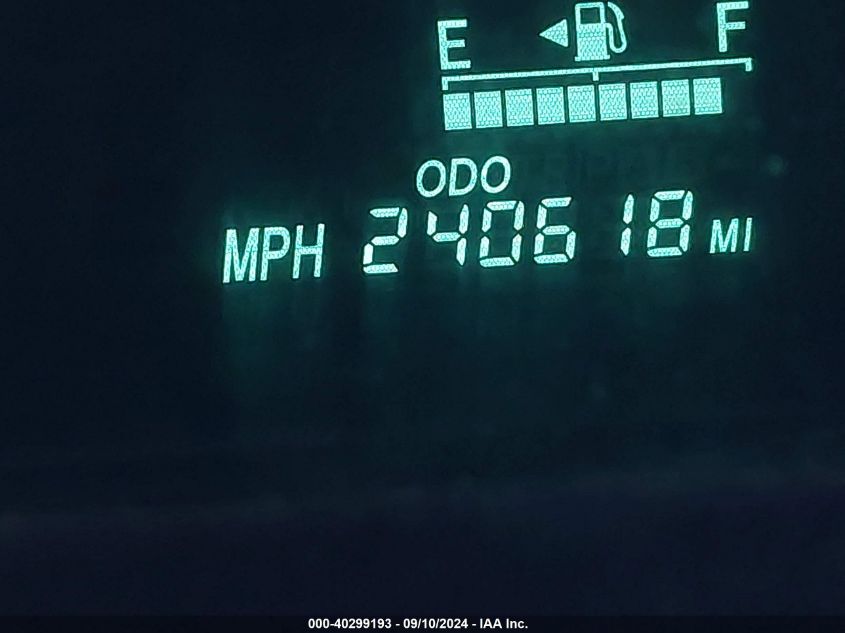 E F
ODO
MPH 240618 MI
000-40299193 - 09/10/2024 - IAA Inc.